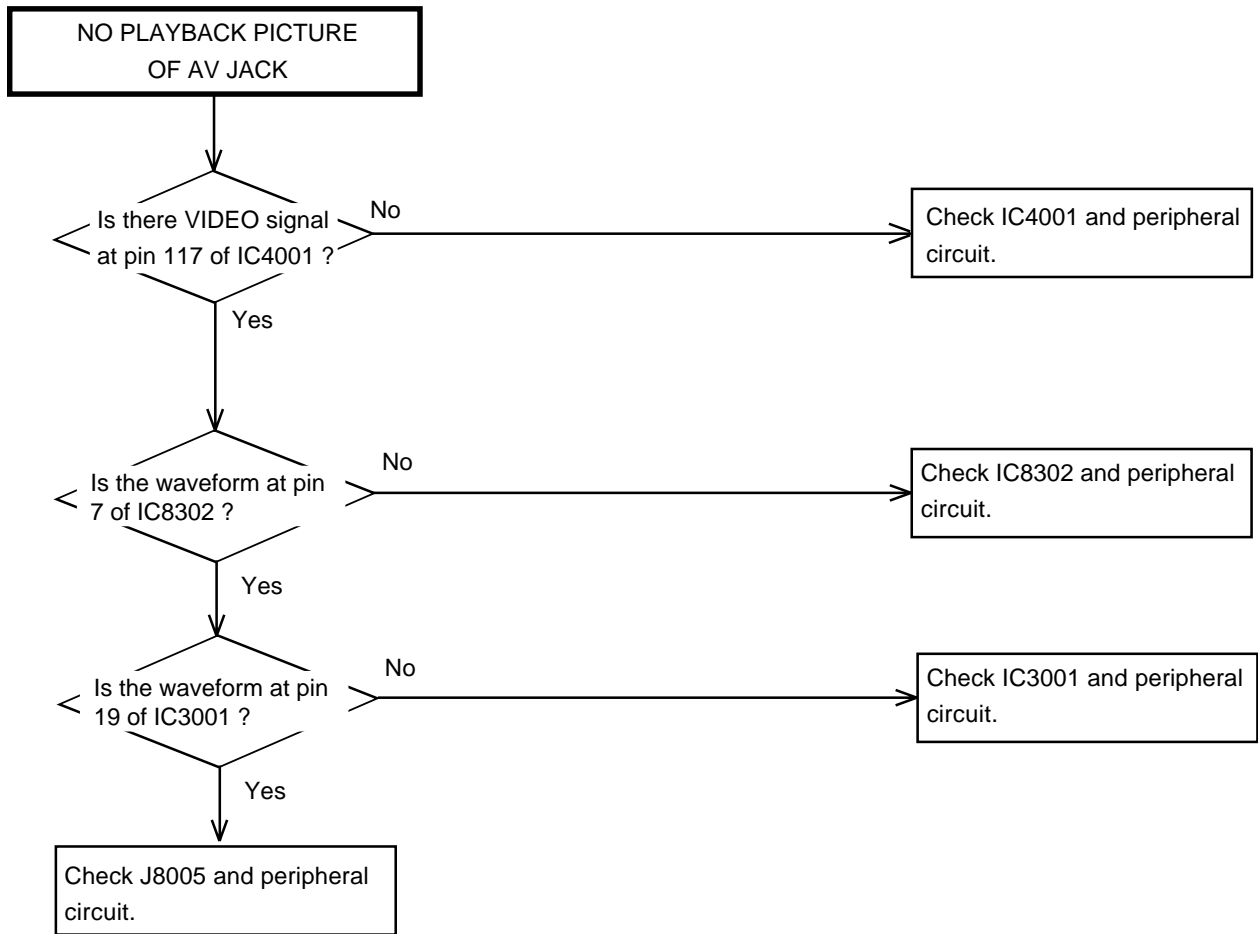 NO PLAYBACK PICTURE
OF AV JACK
Is there VIDEO signal
at pin 117 of IC4001 ?
No
Check IC4001 and peripheral
circuit.
Yes
Is the waveform at pin
7 of IC8302 ?
No
Check IC8302 and peripheral
circuit.
Yes
Is the waveform at pin
19 of IC3001 ?
No
Check IC3001 and peripheral
circuit.
Yes
Check J8005 and peripheral
circuit.